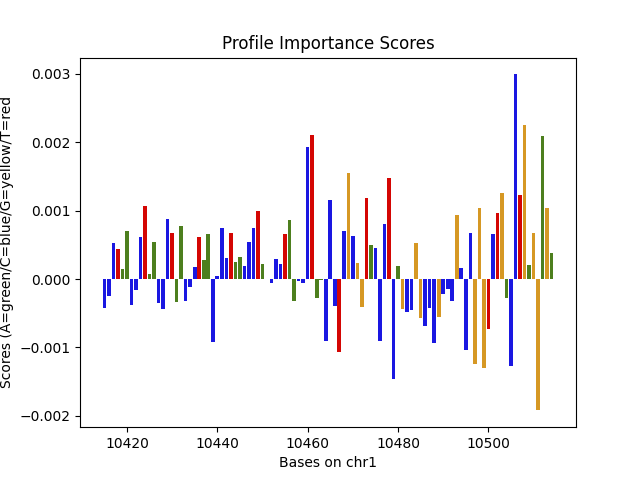 Profile Importance Scores
Scores (A=green/C=blue/G=yellow/T=red
0.003
0.002
0.001
0.000
−0.001
−0.002
10420 10440 10460 10480 10500
Bases on chr1